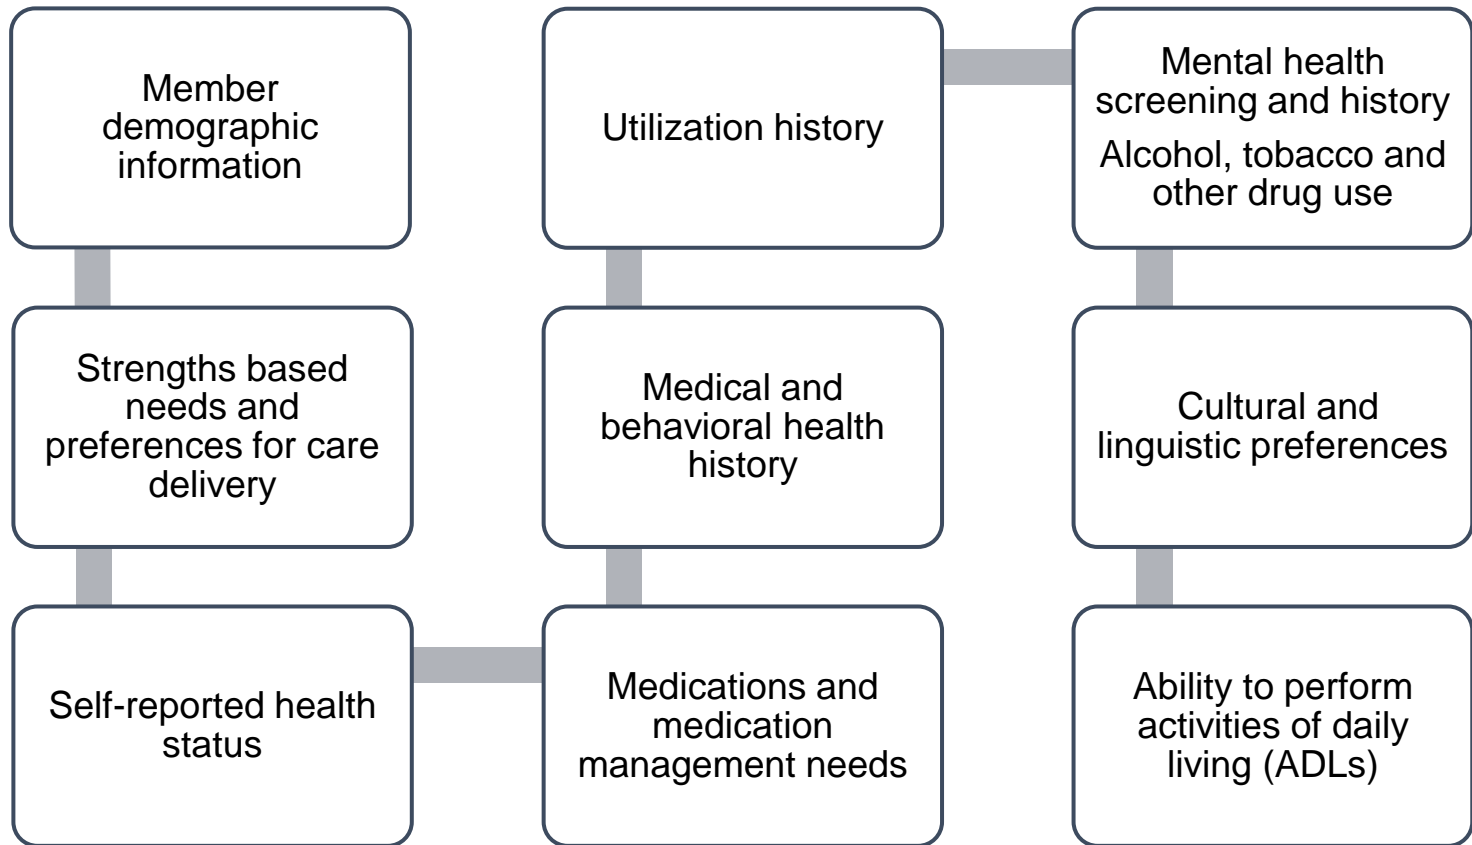 Member
demographic
information
Strengths based
needs and
preferences for care
delivery
Self-reported health
status
Medications and
medication
management needs
Medical and
behavioral health
history
Utilization history
Mental health
screening and history
Alcohol, tobacco and
other drug use
Cultural and
linguistic preferences
Ability to perform
activities of daily
living (ADLs)